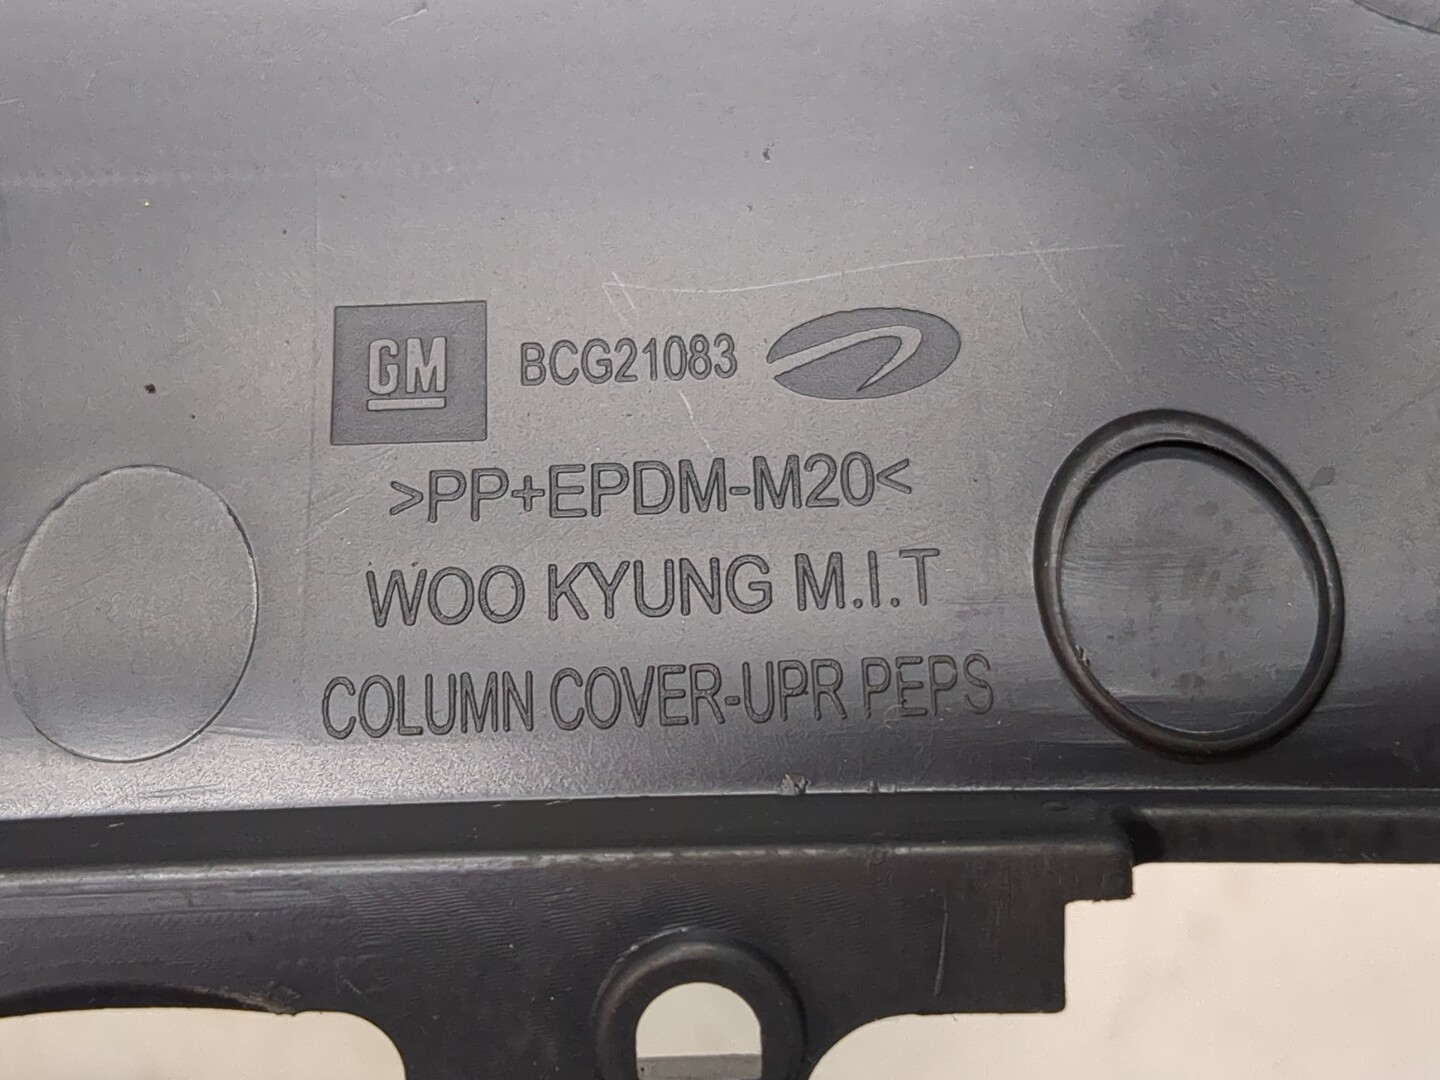 GM BCG21083
>PP+EPDM-M20<
WOO KYUNG M.I.T
COLUMN COVER-UPR PEPS